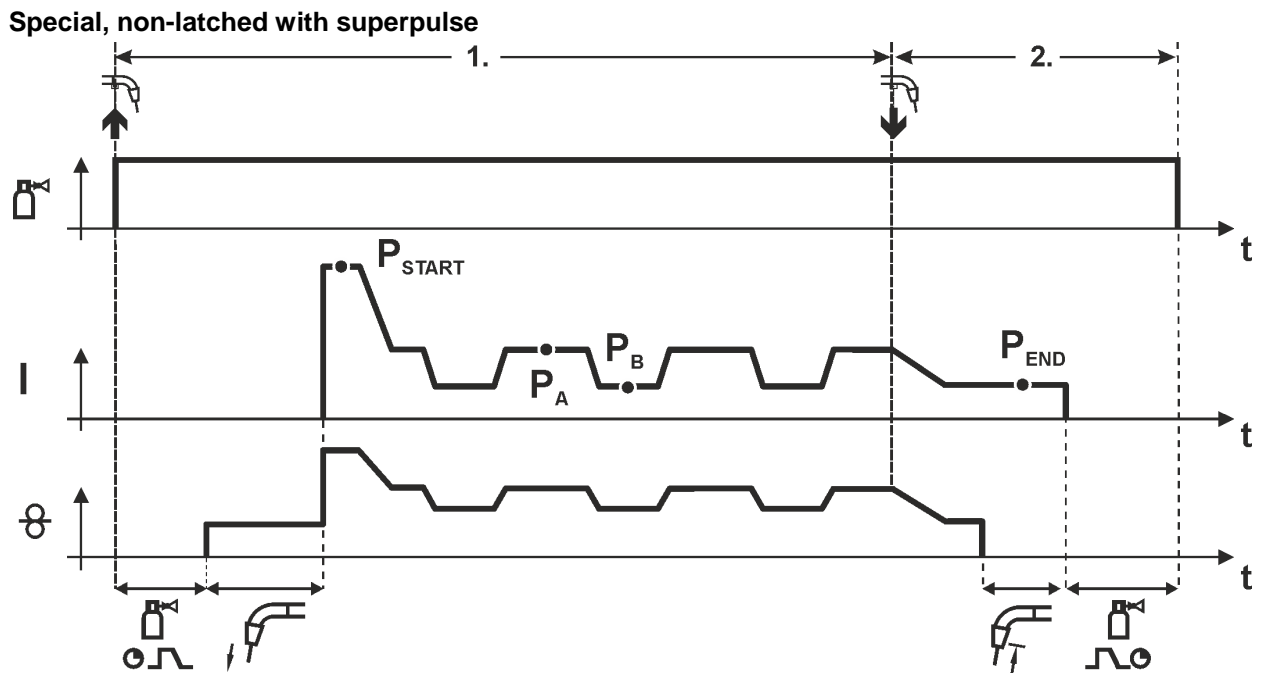 Special, non-latched with superpulse
1. 2.
t
P START
P B
P A
P END
I
t
t